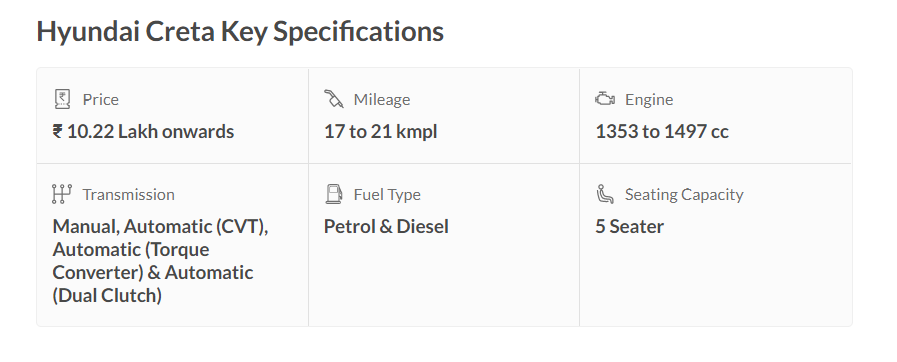 Hyundai Creta Key Specifications
Price
₹ 10.22 Lakh onwards
Mileage
17 to 21 kmpl
Engine
1353 to 1497 cc
Transmission
Manual, Automatic (CVT),
Automatic (Torque
Converter) & Automatic
(Dual Clutch)
Fuel Type
Petrol & Diesel
Seating Capacity
5 Seater